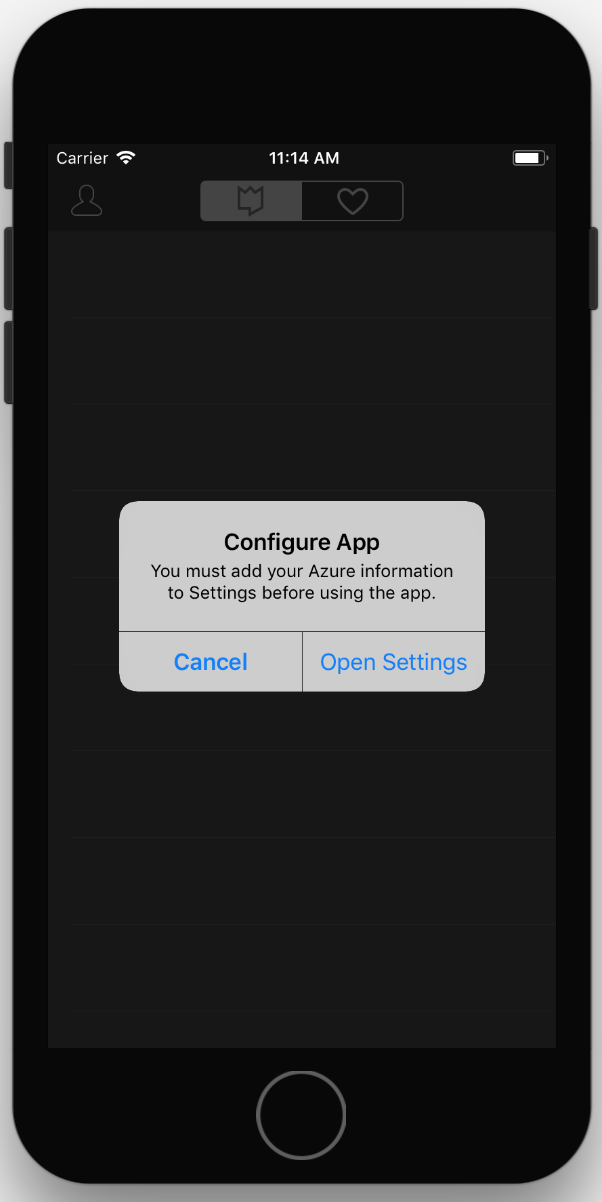 Carrier 11:14 AM
Configure App
You must add your Azure information
to Settings before using the app.
Cancel Open Settings